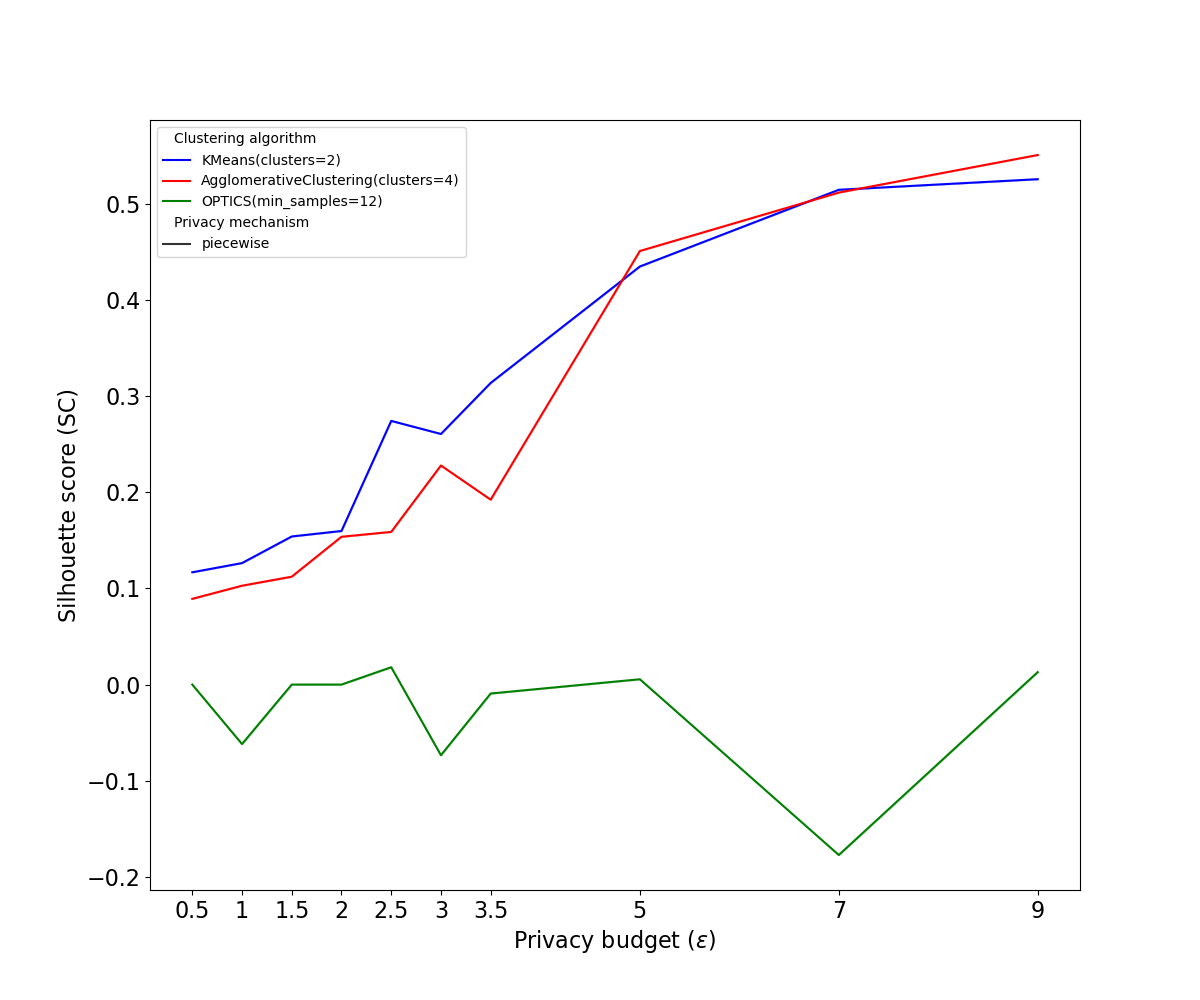 Clustering algorithm
KMeans(clusters=2)
AgglomerativeClustering(clusters=4)
OPTICS(min_samples=12)
Privacy mechanism
piecewise
Silhouette score (SC)
0.5
0.4
0.3
0.2
0.1
0.0
−0.1
−0.2
0.5 1 1.5 2 2.5 3 3.5 5 7 9
Privacy budget (ε)